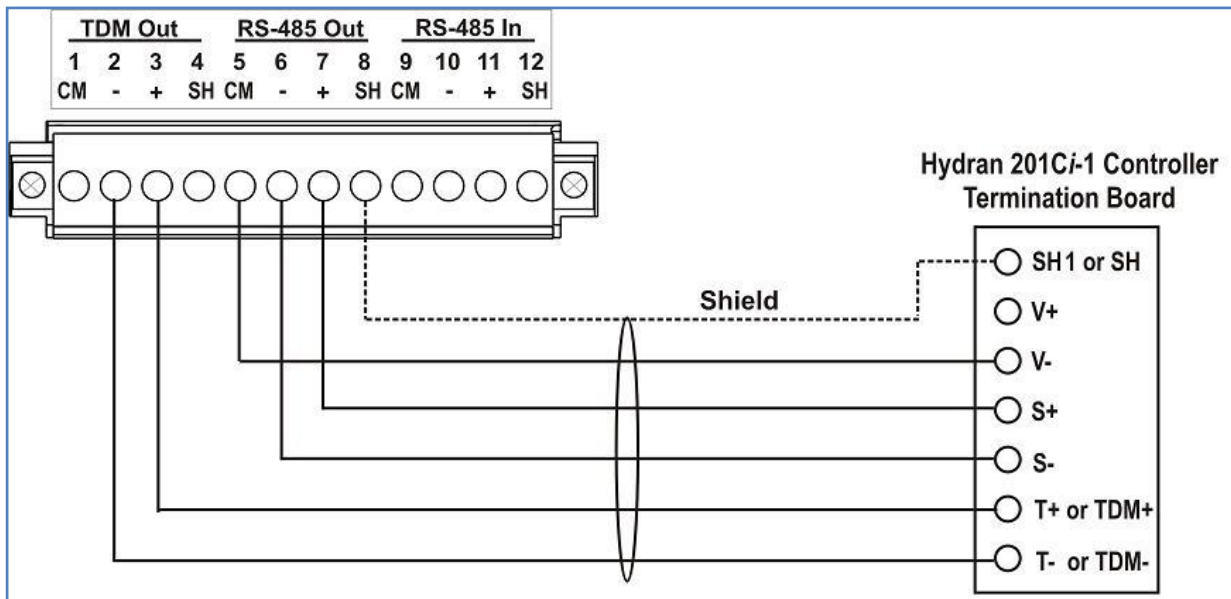 TDM Out RS-485 Out RS-485 In
1 2 3 4 5 6 7 8 9 10 11 12
CM - + SH CM - + SH CM - + SH
Hydran 201Ci-1 Controller
Termination Board
SH1 or SH
Shield
V+
V-
S+
S-
T+ or TDM+
T- or TDM-